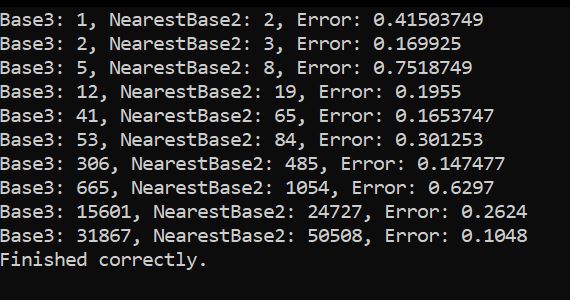 Base3: 1, NearestBase2: 2, Error: 0.41503749
Base3: 2, NearestBase2: 3, Error: 0.169925
Base3: 5, NearestBase2: 8, Error: 0.7518749
Base3: 12, NearestBase2: 19, Error: 0.1955
Base3: 41, NearestBase2: 65, Error: 0.1653747
Base3: 53, NearestBase2: 84, Error: 0.301253
Base3: 306, NearestBase2: 485, Error: 0.147477
Base3: 665, NearestBase2: 1054, Error: 0.6297
Base3: 15601, NearestBase2: 24727, Error: 0.2624
Base3: 31867, NearestBase2: 50508, Error: 0.1048
Finished correctly.